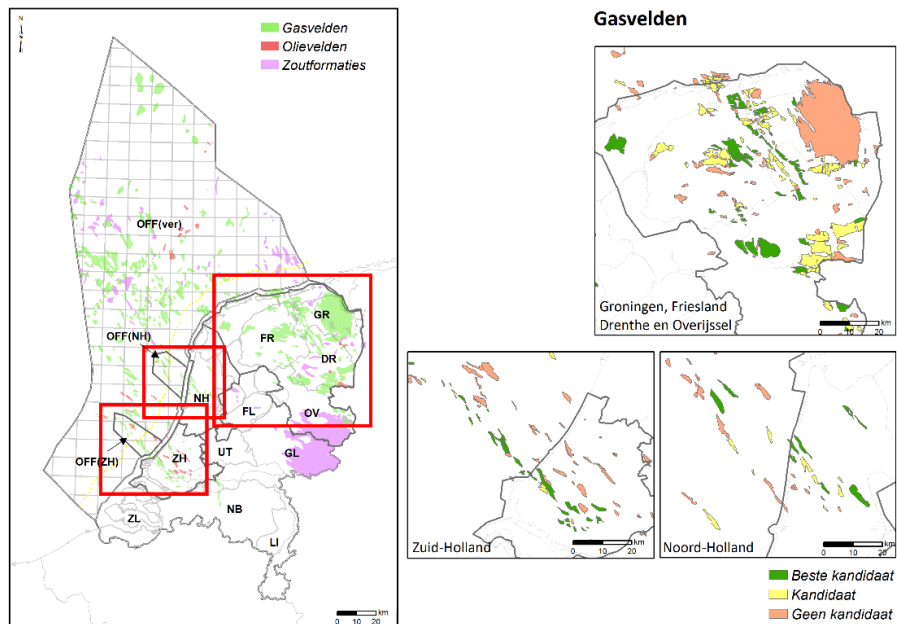 N
Gasvelden
Olievelden
Zoutformaties
OFF(ver)
OFF(NH)
OFF(ZH)
GR
FR
DR
NH
FL
OV
UT
GL
ZH
NB
ZL
LI
km
0 10 20
Gasvelden
Groningen, Friesland
Drenthe en Overijssel
km
0 10 20
Zuid-Holland
km
0 10 20
Noord-Holland
km
0 10 20
Beste kandidaat
Kandidaat
Geen kandidaat